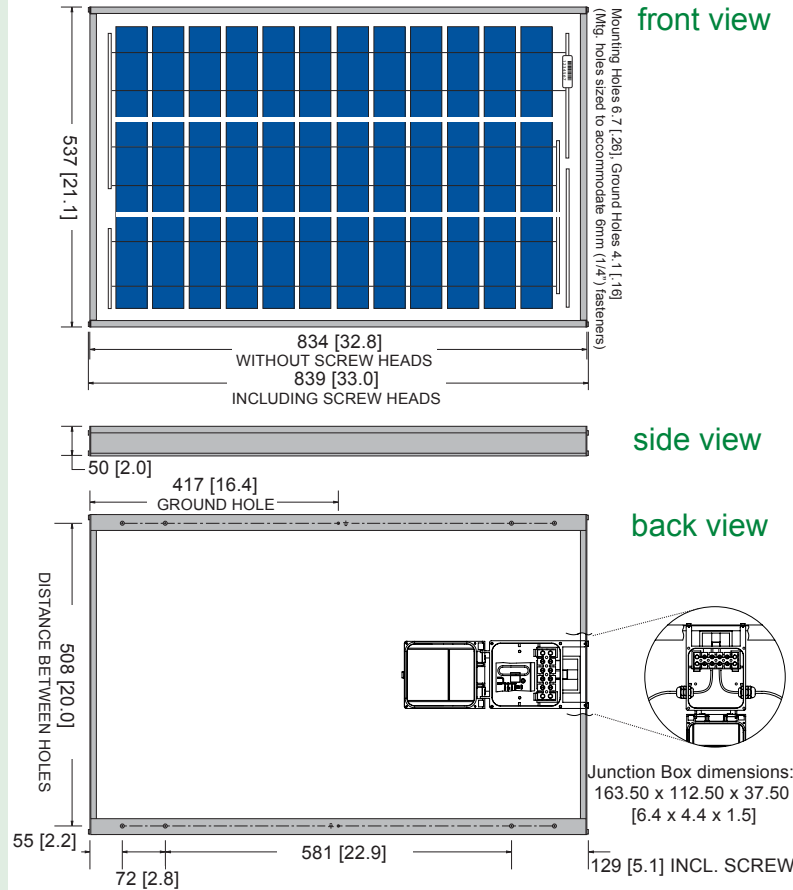 front view
Mounting Holes 6.7 [.26], Ground Holes 4.1 [.16]
(Mtg. holes sized to accommodate 6mm (1/4") fasteners)
537 [21.1]
834 [32.8]
WITHOUT SCREW HEADS
839 [33.0]
INCLUDING SCREW HEADS
side view
50 [2.0]
417 [16.4]
GROUND HOLE
back view
508 [20.0]
DISTANCE BETWEEN HOLES
Junction Box dimensions:
163.50 x 112.50 x 37.50
[6.4 x 4.4 x 1.5]
55 [2.2]
72 [2.8]
581 [22.9]
129 [5.1] INCL. SCREW